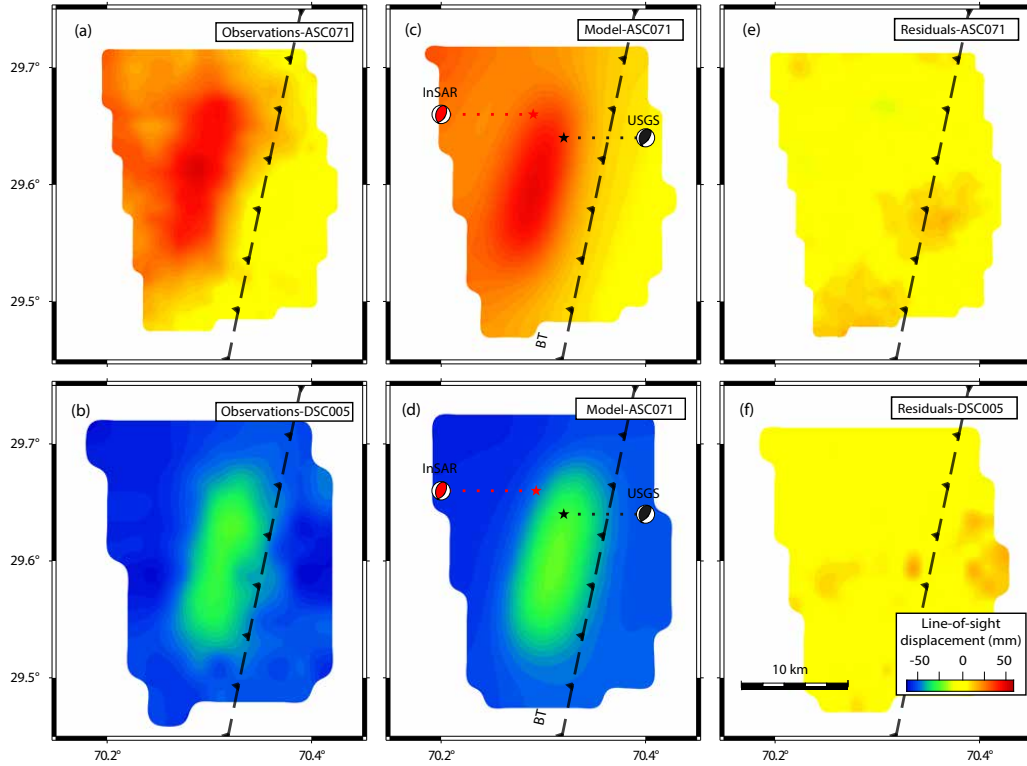 (a)
Observations-ASC071
(c)
Model-ASC071
(e)
Residuals-ASC071
29.7°
29.6°
29.5°
InSAR
USGS
BT
(b)
Observations-DSC005
(d)
Model-ASC071
(f)
Residuals-DSC005
29.7°
29.6°
29.5°
InSAR
USGS
BT
Line-of-sight
displacement (mm)
-50 0 50
10 km
70.2° 70.4° 70.2° 70.4° 70.2° 70.4°